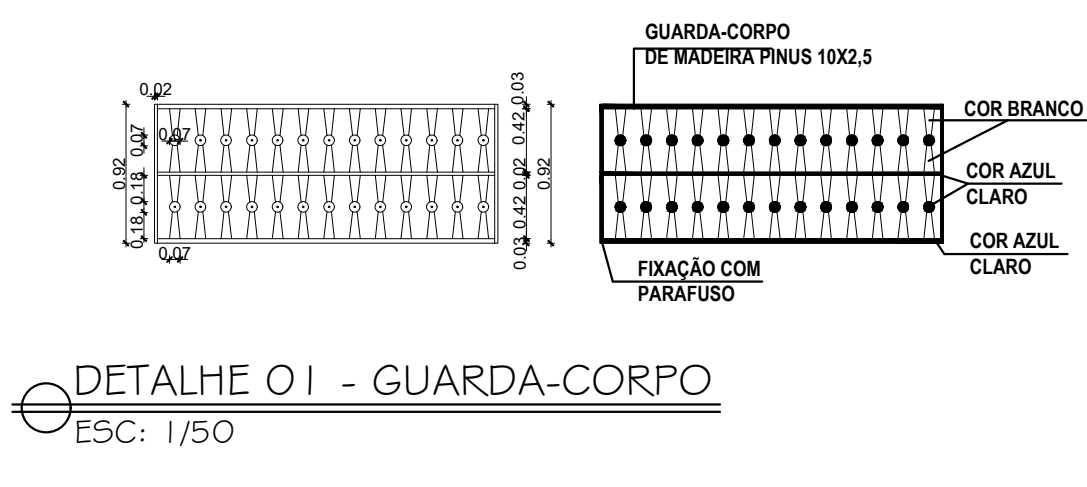 GUARDA-CORPO
DE MADEIRA PINUS 10X2,5
0.02
0.03
0.07
0.07
0.42
0.92
0.18
0.02
0.92
0.18
0.42
0.07
0.03
COR BRANCO
COR AZUL
CLARO
COR AZUL
CLARO
FIXAÇÃO COM
PARAFUSO
DETALHE 01 - GUARDA-CORPO
ESC: 1/50